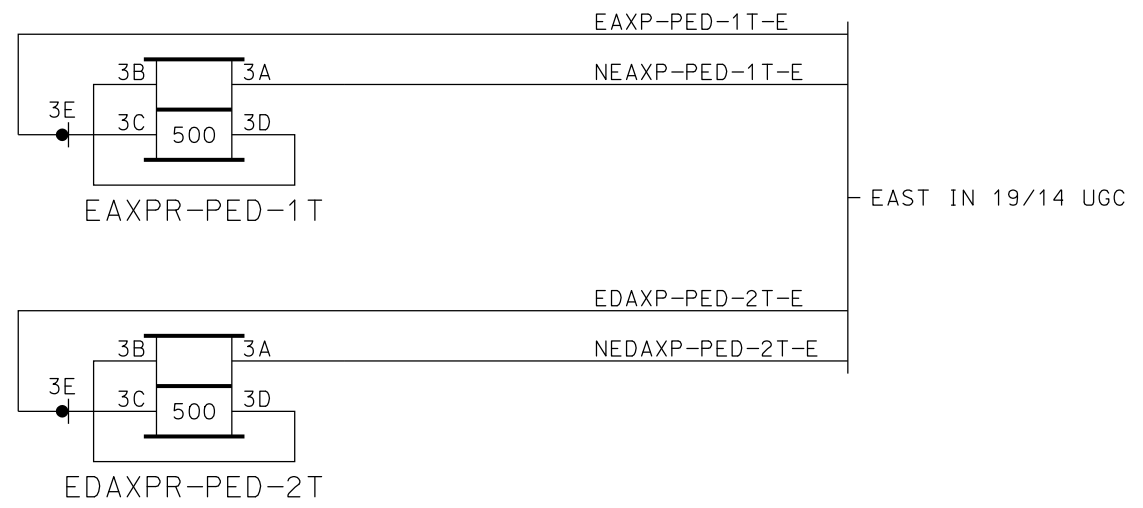 EAXP-PED-1T-E
3B 3A NEAXP-PED-1T-E
3E
3C 500 3D
EAXPR-PED-1T
EAST IN 19/14 UGC
EDAXP-PED-2T-E
3B 3A NEDAXP-PED-2T-E
3E
3C 500 3D
EDAXPR-PED-2T